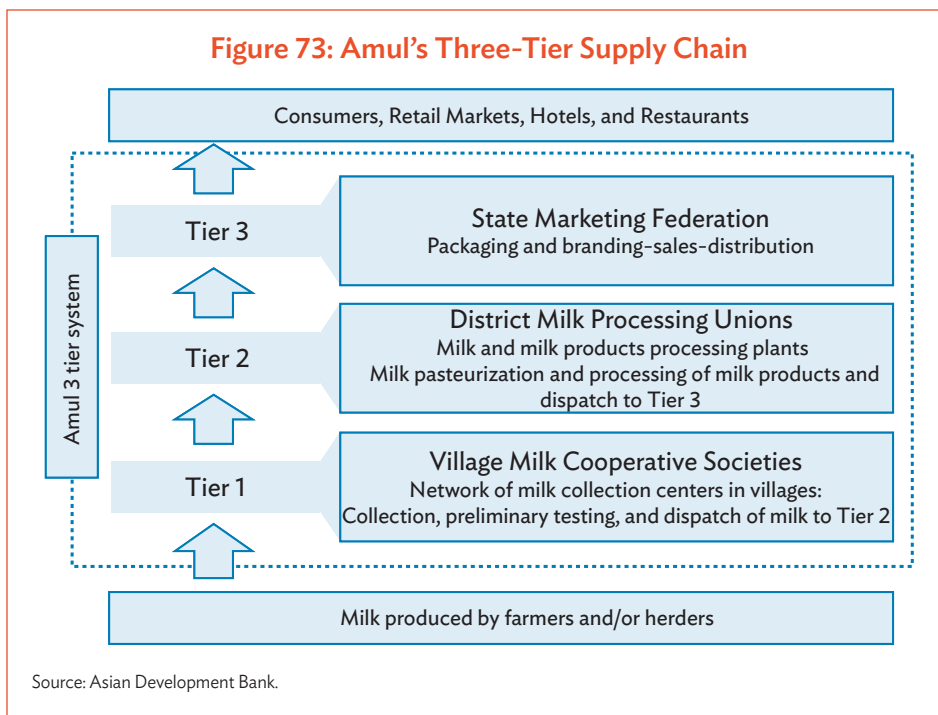 Figure 73: Amul's Three-Tier Supply Chain
Consumers, Retail Markets, Hotels, and Restaurants
Amul 3 tier system
Tier 3
State Marketing Federation
Packaging and branding-sales-distribution
Tier 2
District Milk Processing Unions
Milk and milk products processing plants
Milk pasteurization and processing of milk products and
dispatch to Tier 3
Tier 1
Village Milk Cooperative Societies
Network of milk collection centers in villages:
Collection, preliminary testing, and dispatch of milk to Tier 2
Milk produced by farmers and/or herders
Source: Asian Development Bank.